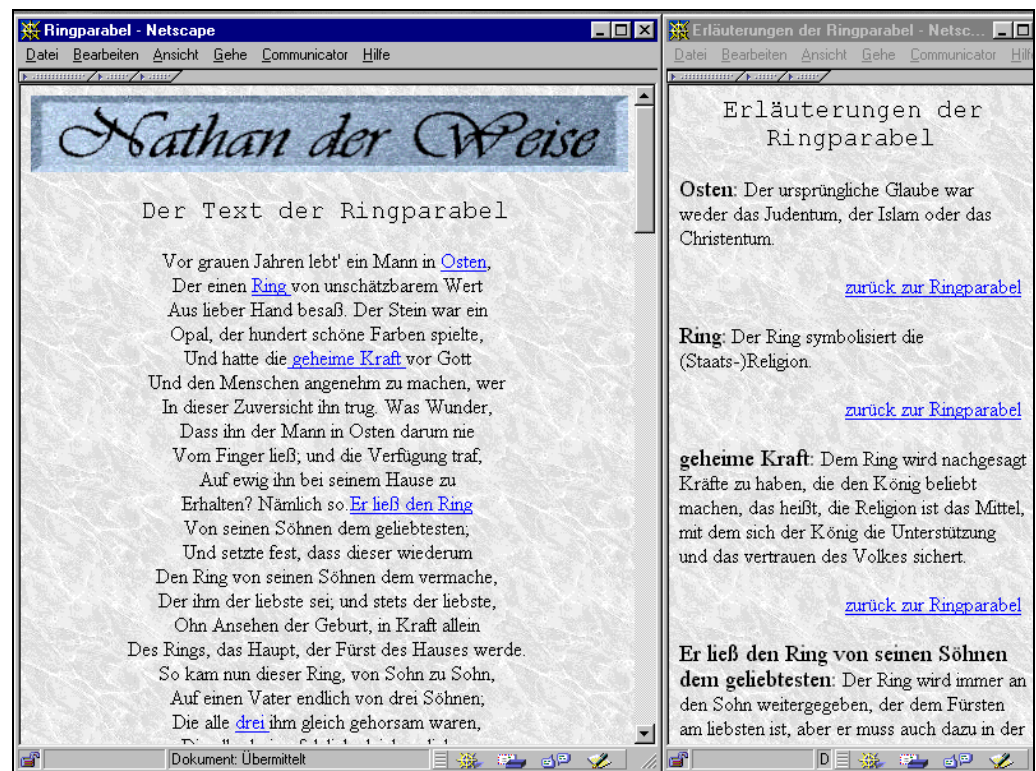 Ringparabel - Netscape
Datei Bearbeiten Ansicht Gehe Communicator Hilfe
Nathan der Weise
Der Text der Ringparabel
Vor grauen Jahren lebt' ein Mann in Osten,
Der einen Ring von unschätzbarem Wert
Aus lieber Hand besaß. Der Stein war ein
Opal, der hundert schöne Farben spielte,
Und hatte die geheime Kraft vor Gott
Und den Menschen angenehm zu machen, wer
In dieser Zuversicht ihn trug. Was Wunder,
Dass ihn der Mann in Osten darum nie
Vom Finger ließ; und die Verfügung traf,
Auf ewig ihn bei seinem Hause zu
Erhalten? Nämlich so.Er ließ den Ring
Von seinen Söhnen dem geliebtesten;
Und setzte fest, dass dieser wiederum
Den Ring von seinen Söhnen dem vermache,
Der ihm der liebste sei; und stets der liebste,
Ohn Ansehen der Geburt, in Kraft allein
Des Rings, das Haupt, der Fürst des Hauses werde.
So kam nun dieser Ring, von Sohn zu Sohn,
Auf einen Vater endlich von drei Söhnen;
Die alle drei ihm gleich gehorsam waren,
Dokument: Übermittelt
Erläuterungen der Ringparabel - Netsc...
Datei Bearbeiten Ansicht Gehe Communicator Hilf
Erläuterungen der
Ringparabel
Osten: Der ursprüngliche Glaube war
weder das Judentum, der Islam oder das
Christentum.
zurück zur Ringparabel
Ring: Der Ring symbolisiert die
(Staats-)Religion.
zurück zur Ringparabel
geheime Kraft: Dem Ring wird nachgesagt
Kräfte zu haben, die den König beliebt
machen, das heißt, die Religion ist das Mittel,
mit dem sich der König die Unterstützung
und das vertrauen des Volkes sichert.
zurück zur Ringparabel
Er ließ den Ring von seinen Söhnen
dem geliebtesten: Der Ring wird immer an
den Sohn weitergegeben, der dem Fürsten
am liebsten ist, aber er muss auch dazu in der
D